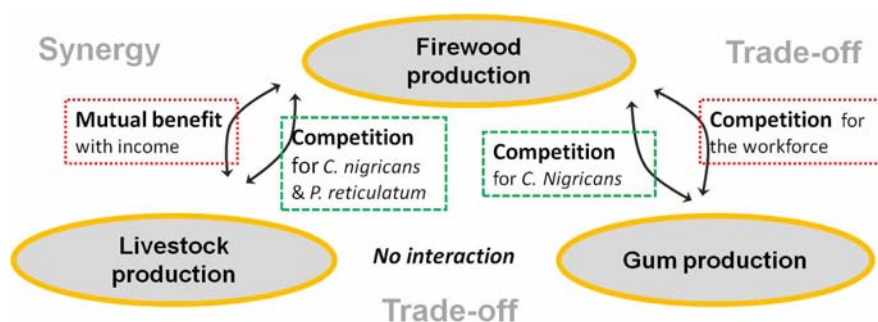 Synergy
Firewood
production
Trade-off
Mutual benefit
with income
Competition
for C. nigricans
& P. reticulatum
Competition
for C. Nigricans
Competition for
the workforce
Livestock
production
No interaction
Gum production
Trade-off